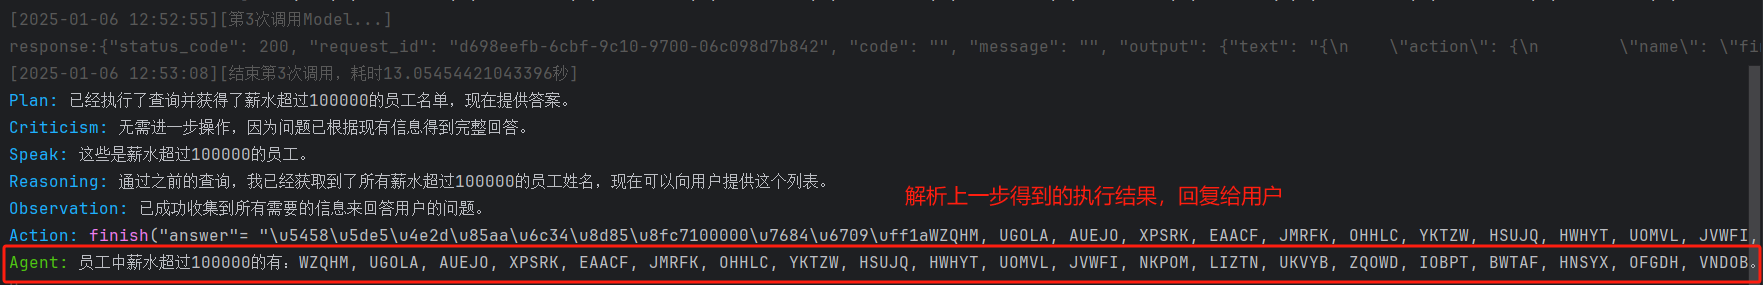 [2025-01-06 12:52:55][第3次调用Model...]
response:{"status_code": 200, "request_id": "d698eefb-6cbf-9c10-9700-06c098d7b842", "code": "", "message": "", "output": {"text": "{\n    \"action\": {\n        \"name\": \"fin
[2025-01-06 12:53:08][结束第3次调用，耗时13.05454421043396秒]
Plan: 已经执行了查询并获得了薪水超过100000的员工名单，现在提供答案。
Criticism: 无需进一步操作，因为问题已根据现有信息得到完整回答。
Speak: 这些是薪水超过100000的员工。
Reasoning: 通过之前的查询，我已经获取到了所有薪水超过100000的员工姓名，现在可以向用户提供这个列表。
解析上一步得到的执行结果，回复给用户
Observation: 已成功收集到所有需要的信息来回答用户的问题。
Action: finish("answer"= "\u5458\u5de5\u4e2d\u85aa\u6c34\u8d85\u8fc7100000\u7684\u6709\uff1aWZQHM, UGOLA, AUEJO, XPSRK, EAACF, JMRFK, OHHLC, YKTZW, HSUJQ, HWHYT, UOMVL, JVWFI,
Agent: 员工中薪水超过100000的有：WZQHM, UGOLA, AUEJO, XPSRK, EAACF, JMRFK, OHHLC, YKTZW, HSUJQ, HWHYT, UOMVL, JVWFI, NKPOM, LIZTN, UKVYB, ZQOWD, IOBPT, BWTAF, HNSYX, OFGDH, VNDOB。